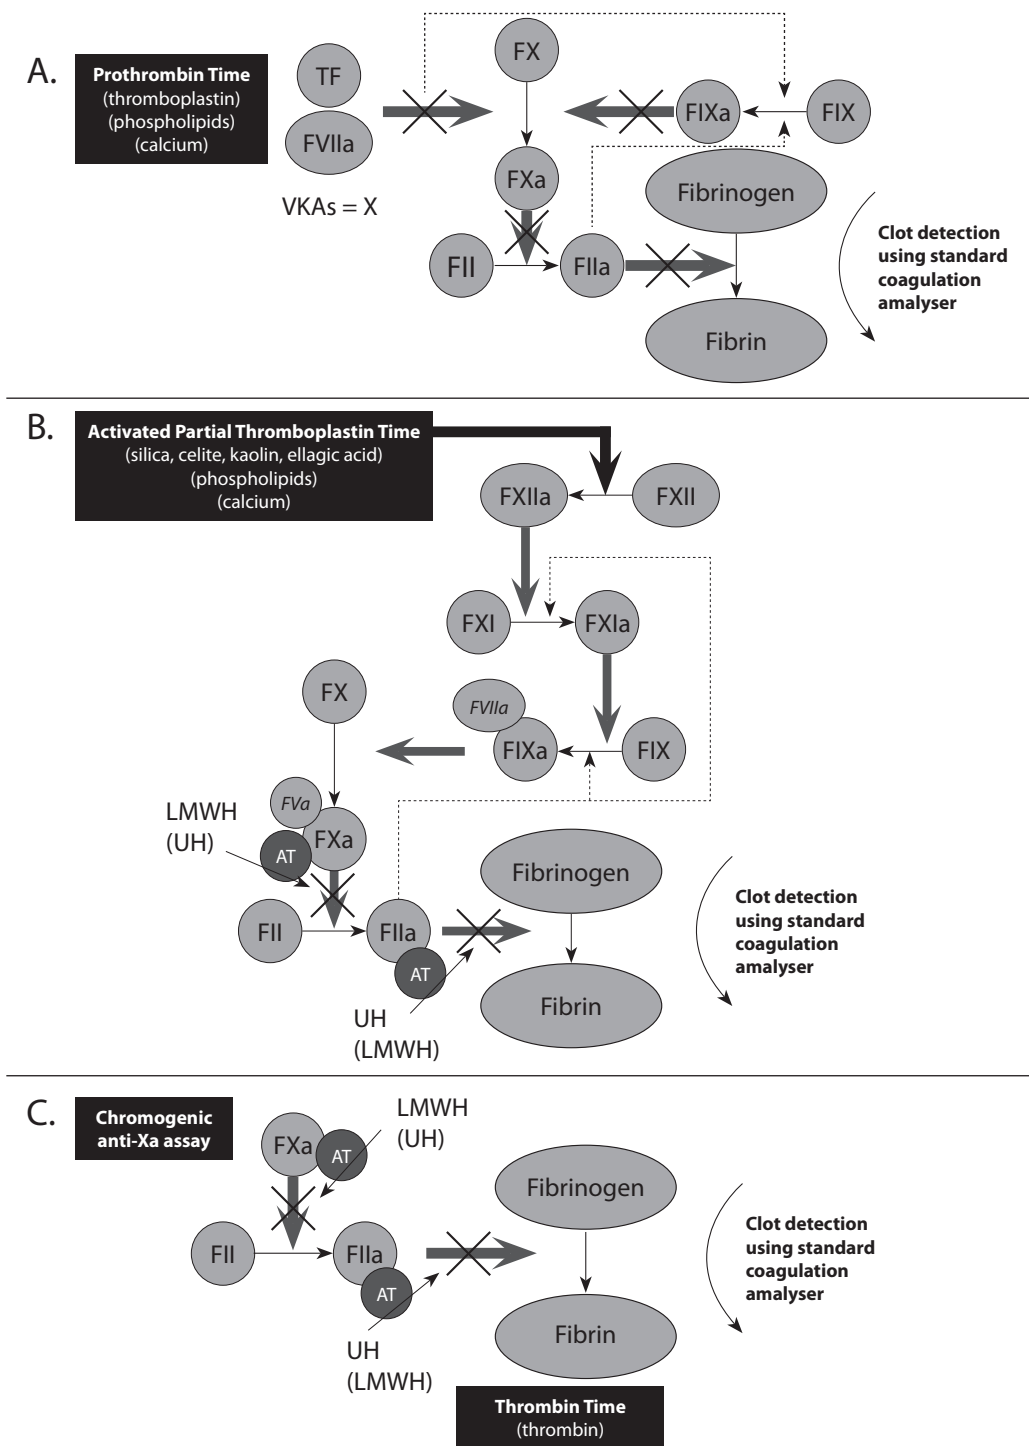 A.
Prothrombin Time
(thromboplastin)
(phospholipids)
(calcium)
TF
FVIIa
VKAs = X
FX
FIXa
FIX
FXa
FII
FIIa
Fibrinogen
Fibrin
Clot detection
using standard
coagulation
amalyser
B.
Activated Partial Thromboplastin Time
(silica, celite, kaolin, ellagic acid)
(phospholipids)
(calcium)
FXIIa
FXII
FXI
FXIa
FX
FVIIa
FIXa
FIX
FVa
FXa
AT
LMWH
(UH)
FII
FIIa
AT
UH
(LMWH)
Fibrinogen
Fibrin
Clot detection
using standard
coagulation
amalyser
C.
Chromogenic
anti-Xa assay
FXa
AT
LMWH
(UH)
FII
FIIa
AT
UH
(LMWH)
Fibrinogen
Fibrin
Clot detection
using standard
coagulation
amalyser
Thrombin Time
(thrombin)